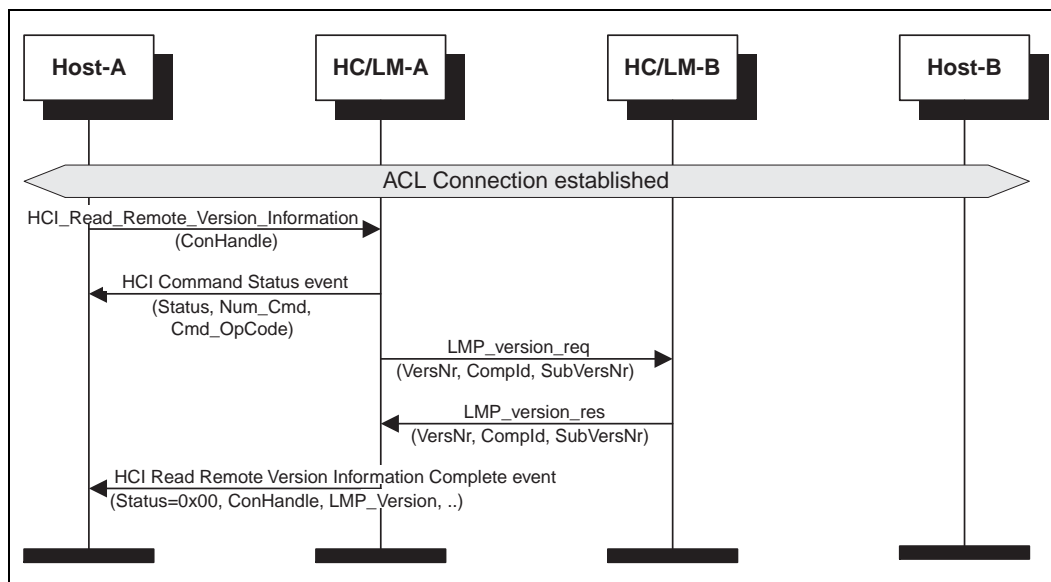 Host-A
HC/LM-A
HC/LM-B
Host-B
ACL Connection established
HCI_Read_Remote_Version_Information
(ConHandle)
HCI Command Status event
(Status, Num_Cmd,
Cmd_OpCode)
LMP_version_req
(VersNr, CompId, SubVersNr)
LMP_version_res
(VersNr, CompId, SubVersNr)
HCI Read Remote Version Information Complete event
(Status=0x00, ConHandle, LMP_Version, ..)